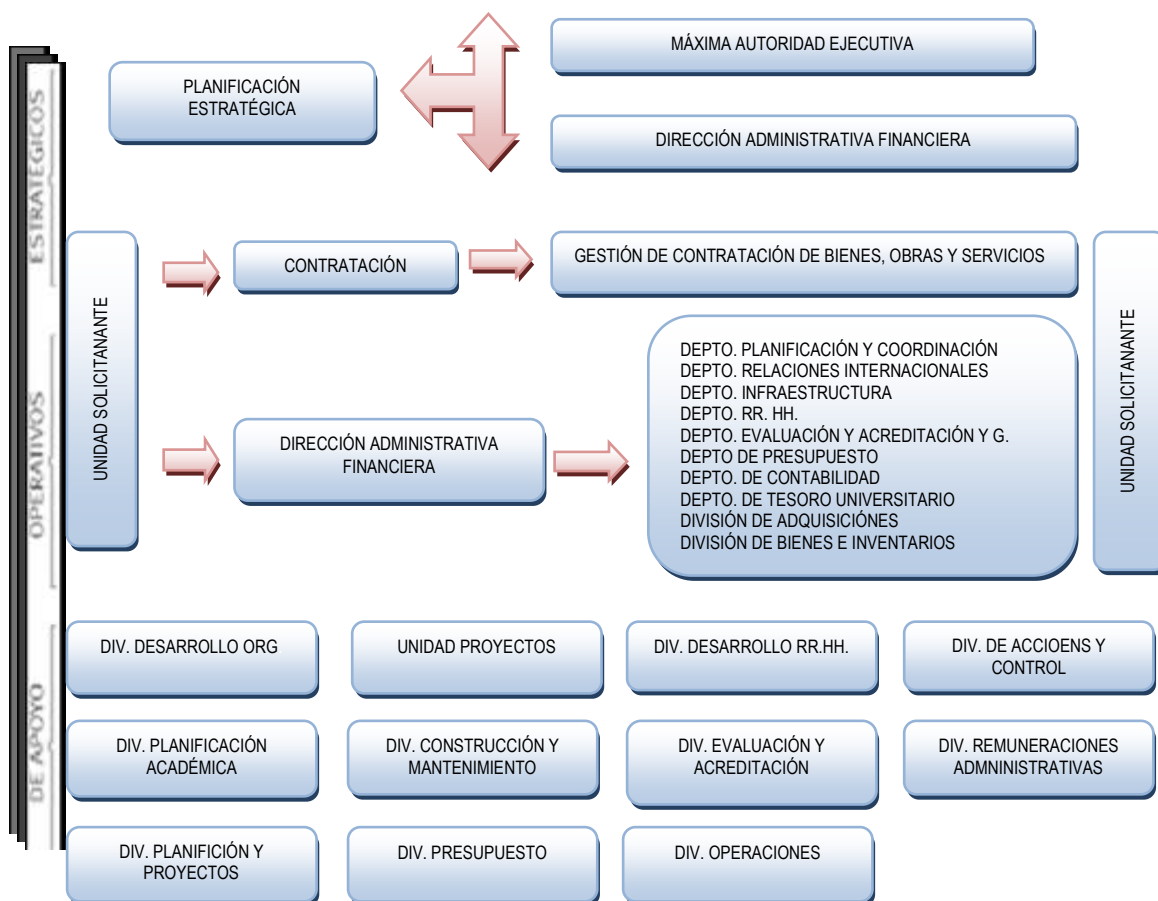 ESTRATÉGICOS
OPERATIVOS
DE APOYO
PLANIFICACIÓN
ESTRATÉGICA
MÁXIMA AUTORIDAD EJECUTIVA
DIRECCIÓN ADMINISTRATIVA FINANCIERA
UNIDAD SOLICITANANTE
CONTRATACIÓN
GESTIÓN DE CONTRATACIÓN DE BIENES, OBRAS Y SERVICIOS
DIRECCIÓN ADMINISTRATIVA
FINANCIERA
DEPTO. PLANIFICACIÓN Y COORDINACIÓN
DEPTO. RELACIONES INTERNACIONALES
DEPTO. INFRAESTRUCTURA
DEPTO. RR. HH.
DEPTO. EVALUACIÓN Y ACREDITACIÓN Y G.
DEPTO DE PRESUPUESTO
DEPTO. DE CONTABILIDAD
DEPTO. DE TESORO UNIVERSITARIO
DIVISIÓN DE ADQUISICIÓNES
DIVISIÓN DE BIENES E INVENTARIOS
UNIDAD SOLICITANANTE
DIV. DESARROLLO ORG
UNIDAD PROYECTOS
DIV. DESARROLLO RR.HH.
DIV. DE ACCIOENS Y
CONTROL
DIV. PLANIFICACIÓN
ACADÉMICA
DIV. CONSTRUCCIÓN Y
MANTENIMIENTO
DIV. EVALUACIÓN Y
ACREDITACIÓN
DIV. REMUNERACIONES
ADMNINISTRATIVAS
DIV. PLANIFICIÓN Y
PROYECTOS
DIV. PRESUPUESTO
DIV. OPERACIONES